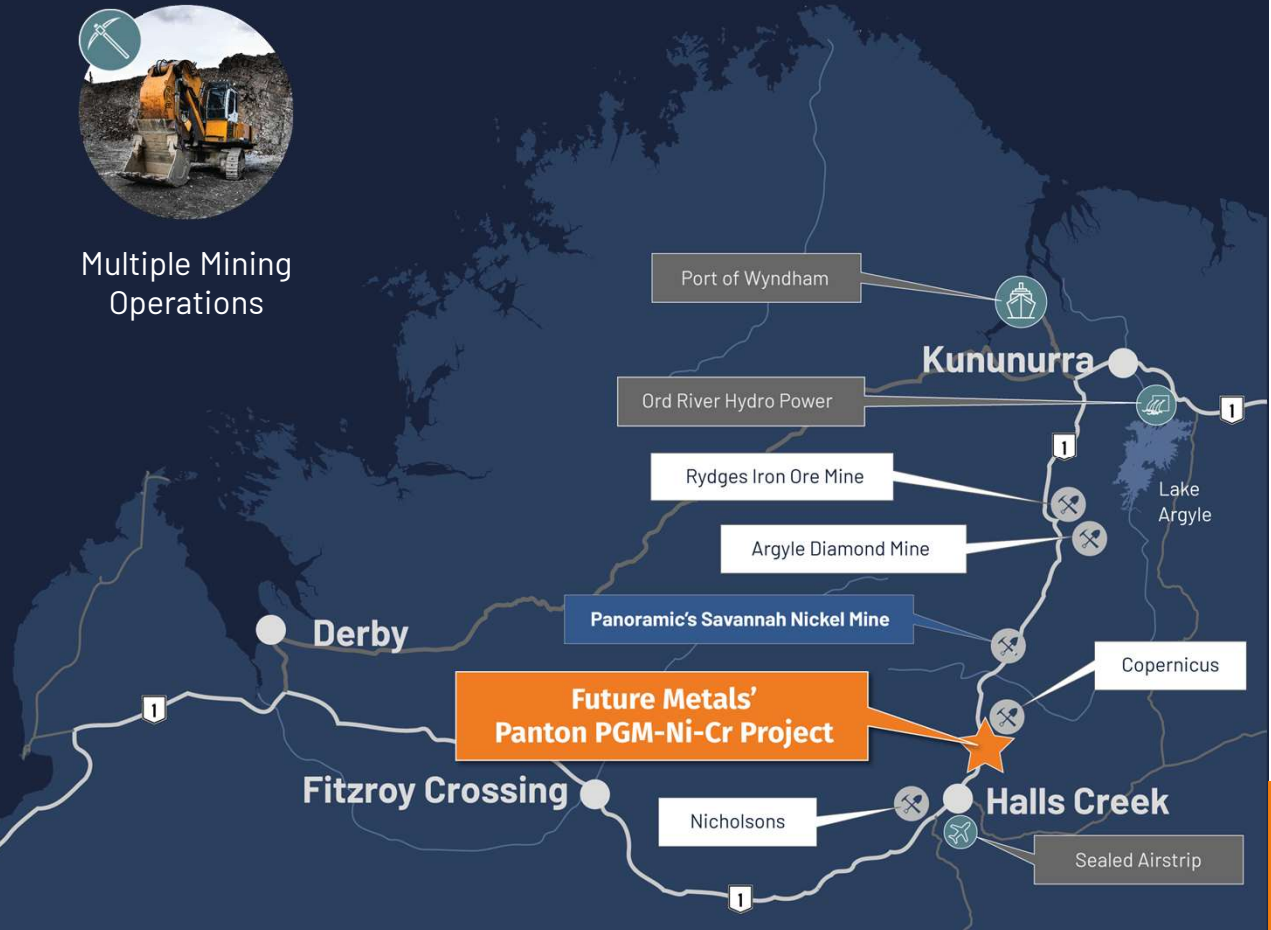 Multiple Mining
Operations
Port of Wyndham
Kununurra
Ord River Hydro Power
1
1
Rydges Iron Ore Mine
Lake
Argyle
Argyle Diamond Mine
Panoramic's Savannah Nickel Mine
Derby
Copernicus
Future Metals'
Panton PGM-Ni-Cr Project
1
Fitzroy Crossing
Halls Creek
Nicholsons
Sealed Airstrip
1